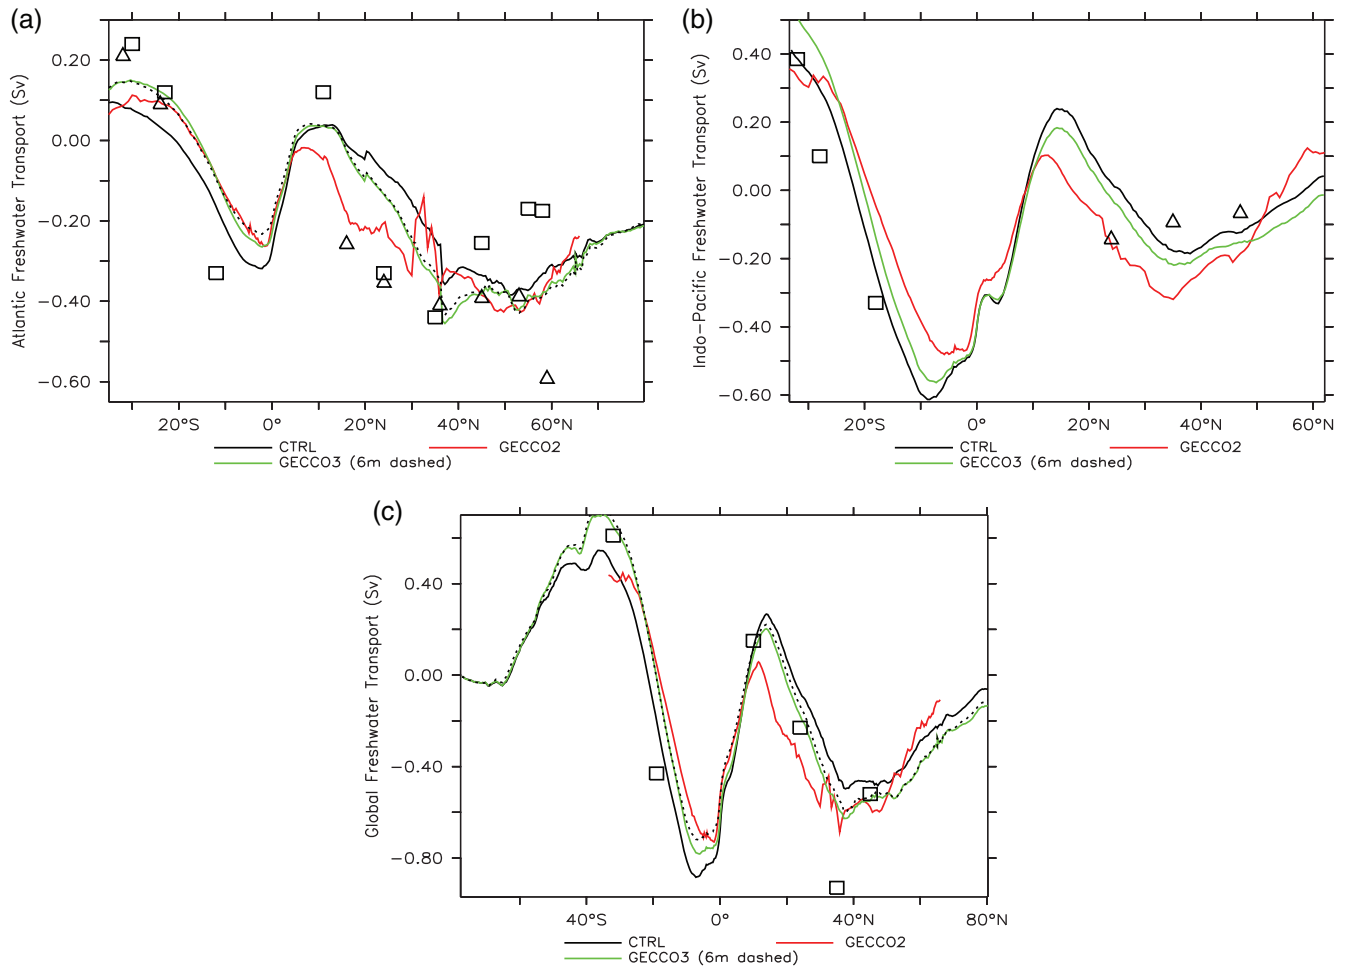 (a)
Atlantic Freshwater Transport (Sv)
0.20
0.00
−0.20
−0.40
−0.60
20°S 0° 20°N 40°N 60°N
CTRL GECCO2
GECCO3 (6m dashed)
(b)
Indo−Pacific Freshwater Transport (Sv)
0.40
0.20
0.00
−0.20
−0.40
−0.60
20°S 0° 20°N 40°N 60°N
CTRL GECCO2
GECCO3 (6m dashed)
(c)
Global Freshwater Transport (Sv)
0.40
0.00
−0.40
−0.80
40°S 0° 40°N 80°N
CTRL GECCO2
GECCO3 (6m dashed)